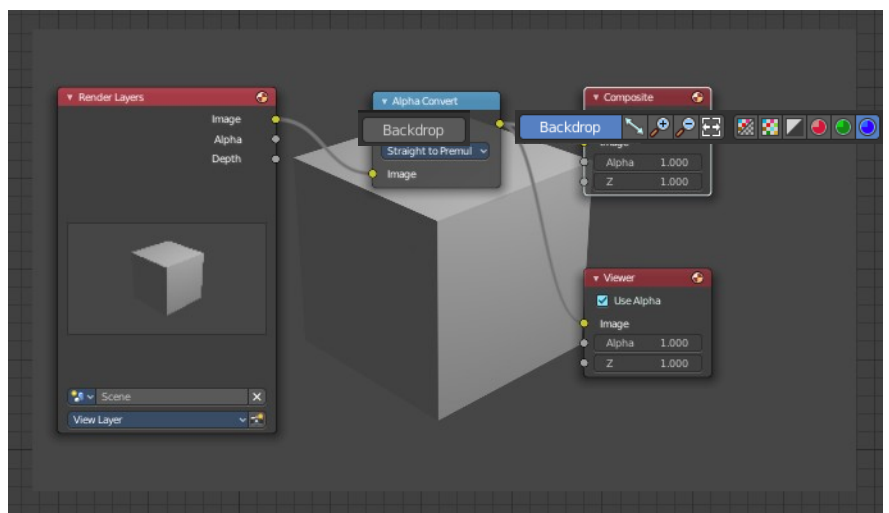 Render Layers
Image
Alpha
Depth
Scene
View Layer
Alpha Convert
Backdrop
Straight to Premul
Image
Backdrop
Composite
Image
Alpha 1.000
Z 1.000
Viewer
Use Alpha
Image
Alpha 1.000
Z 1.000